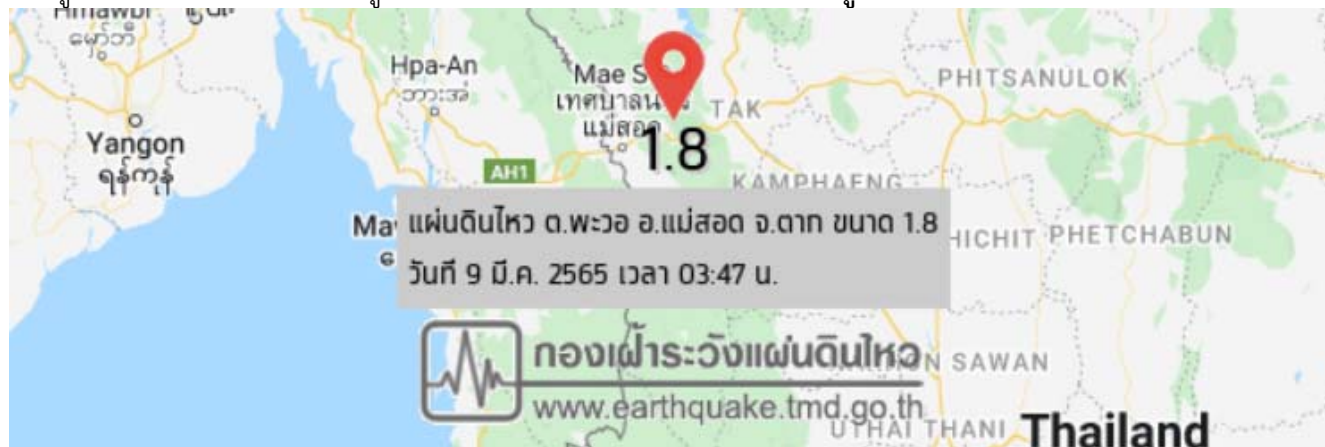 Hpa-An
ဘားအံ
Mae S
เทศบาลน
แม่สอด
TAK
PHITSANULOK
Yangon
ရန်ကုန်
AH1
1.8
KAMPHAENG
แผ่นดินไหว ต.พะวอ อ.แม่สอด จ.ตาก ขนาด 1.8
วันที่ 9 มี.ค. 2565 เวลา 03:47 น.
HICHIT PHETCHABUN
กองเฝ้าระวังแผ่นดินไหว
N SAWAN
www.earthquake.tmd.go.th
UTHAI THANI
Thailand